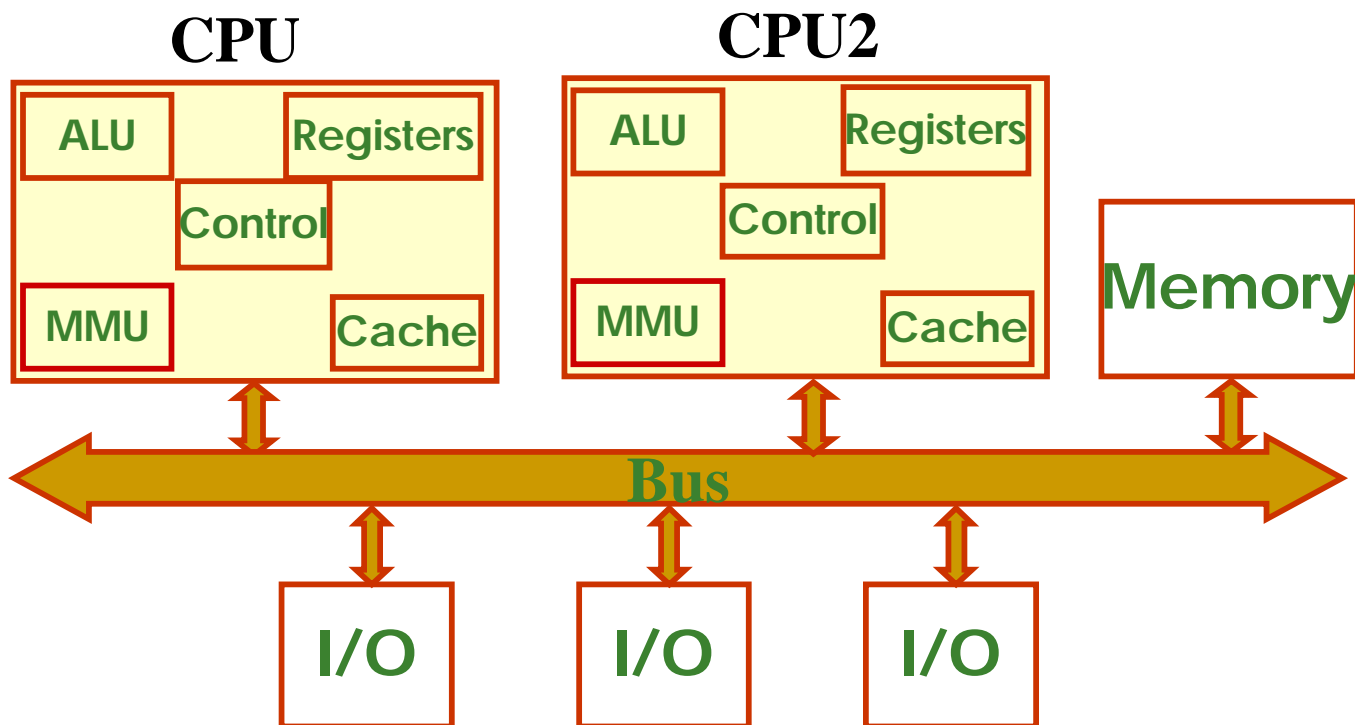 CPU
CPU2
ALU
Registers
Control
MMU
Cache
ALU
Registers
Control
MMU
Cache
Memory
Bus
I/O
I/O
I/O